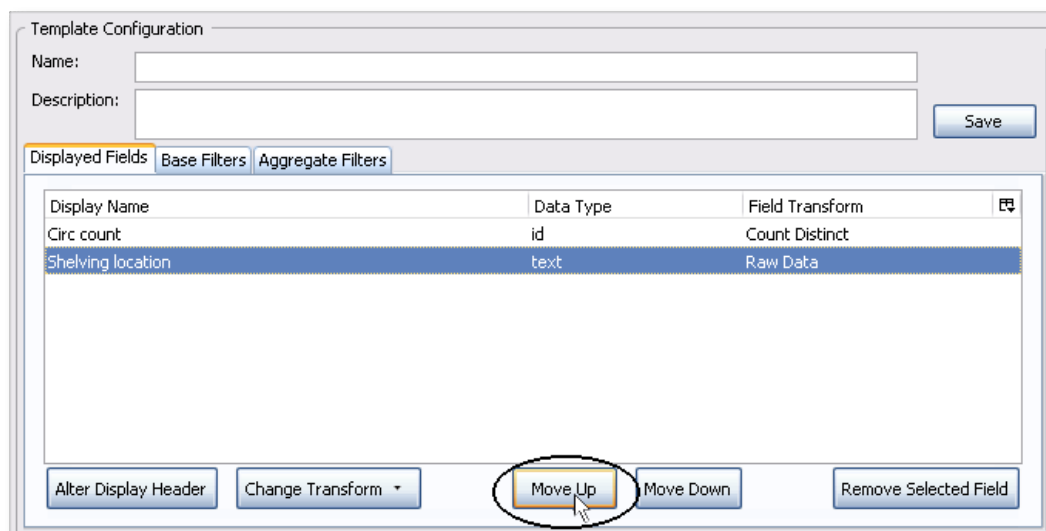 Template Configuration
Name:
Description:
Save
Displayed Fields Base Filters Aggregate Filters
Display Name Data Type Field Transform
Circ count id Count Distinct
Shelving location text Raw Data
Alter Display Header Change Transform Move Up Move Down Remove Selected Field